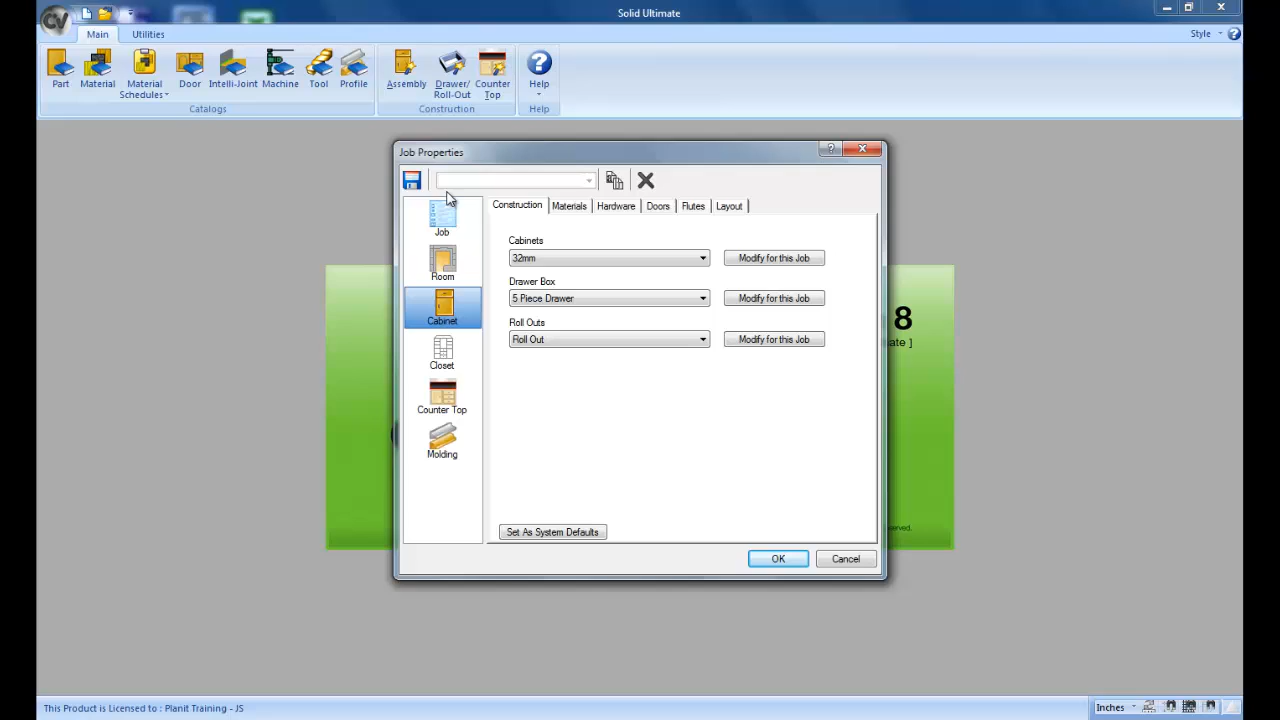 CV
Solid Ultimate
Main
Utilities
Style
Part
Material
Material
Schedules
Door
Intelli-Joint
Machine
Tool
Profile
Assembly
Drawer/
Roll-Out
Counter
Top
Help
Catalogs
Construction
Help
Job Properties
Job
Room
Cabinet
Closet
Counter Top
Molding
Construction
Materials
Hardware
Doors
Flutes
Layout
Cabinets
32mm
Modify for this Job
Drawer Box
5 Piece Drawer
Modify for this Job
Roll Outs
Roll Out
Modify for this Job
Set As System Defaults
OK
Cancel
8
ate ]
This Product is Licensed to : Planit Training - JS
Inches